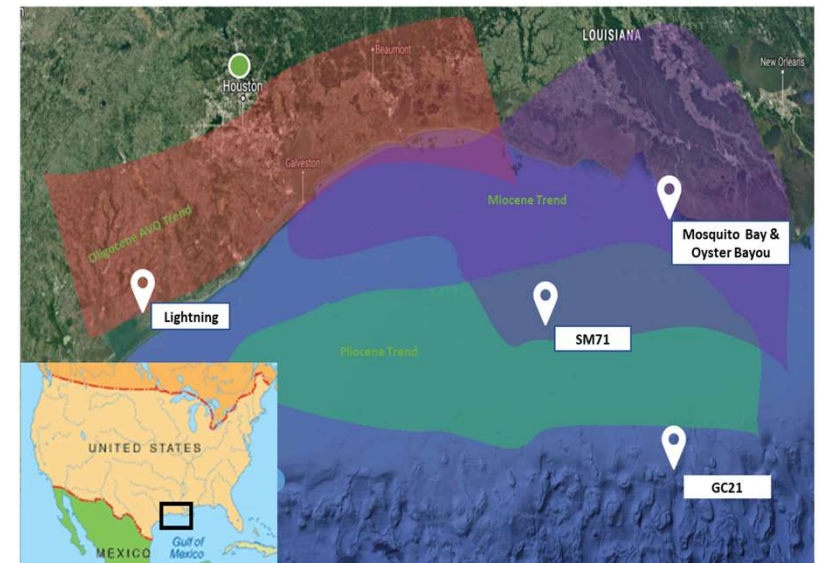 LOUISIANA
Beaumont
New Orleans
Houston
Galveston
Miocene Trend
Oligocene AVO Trend
Mosquito Bay &
Oyster Bayou
Lightning
SM71
Pliocene Trend
GC21
UNITED STATES
MEXICO
Gulf of
Mexico